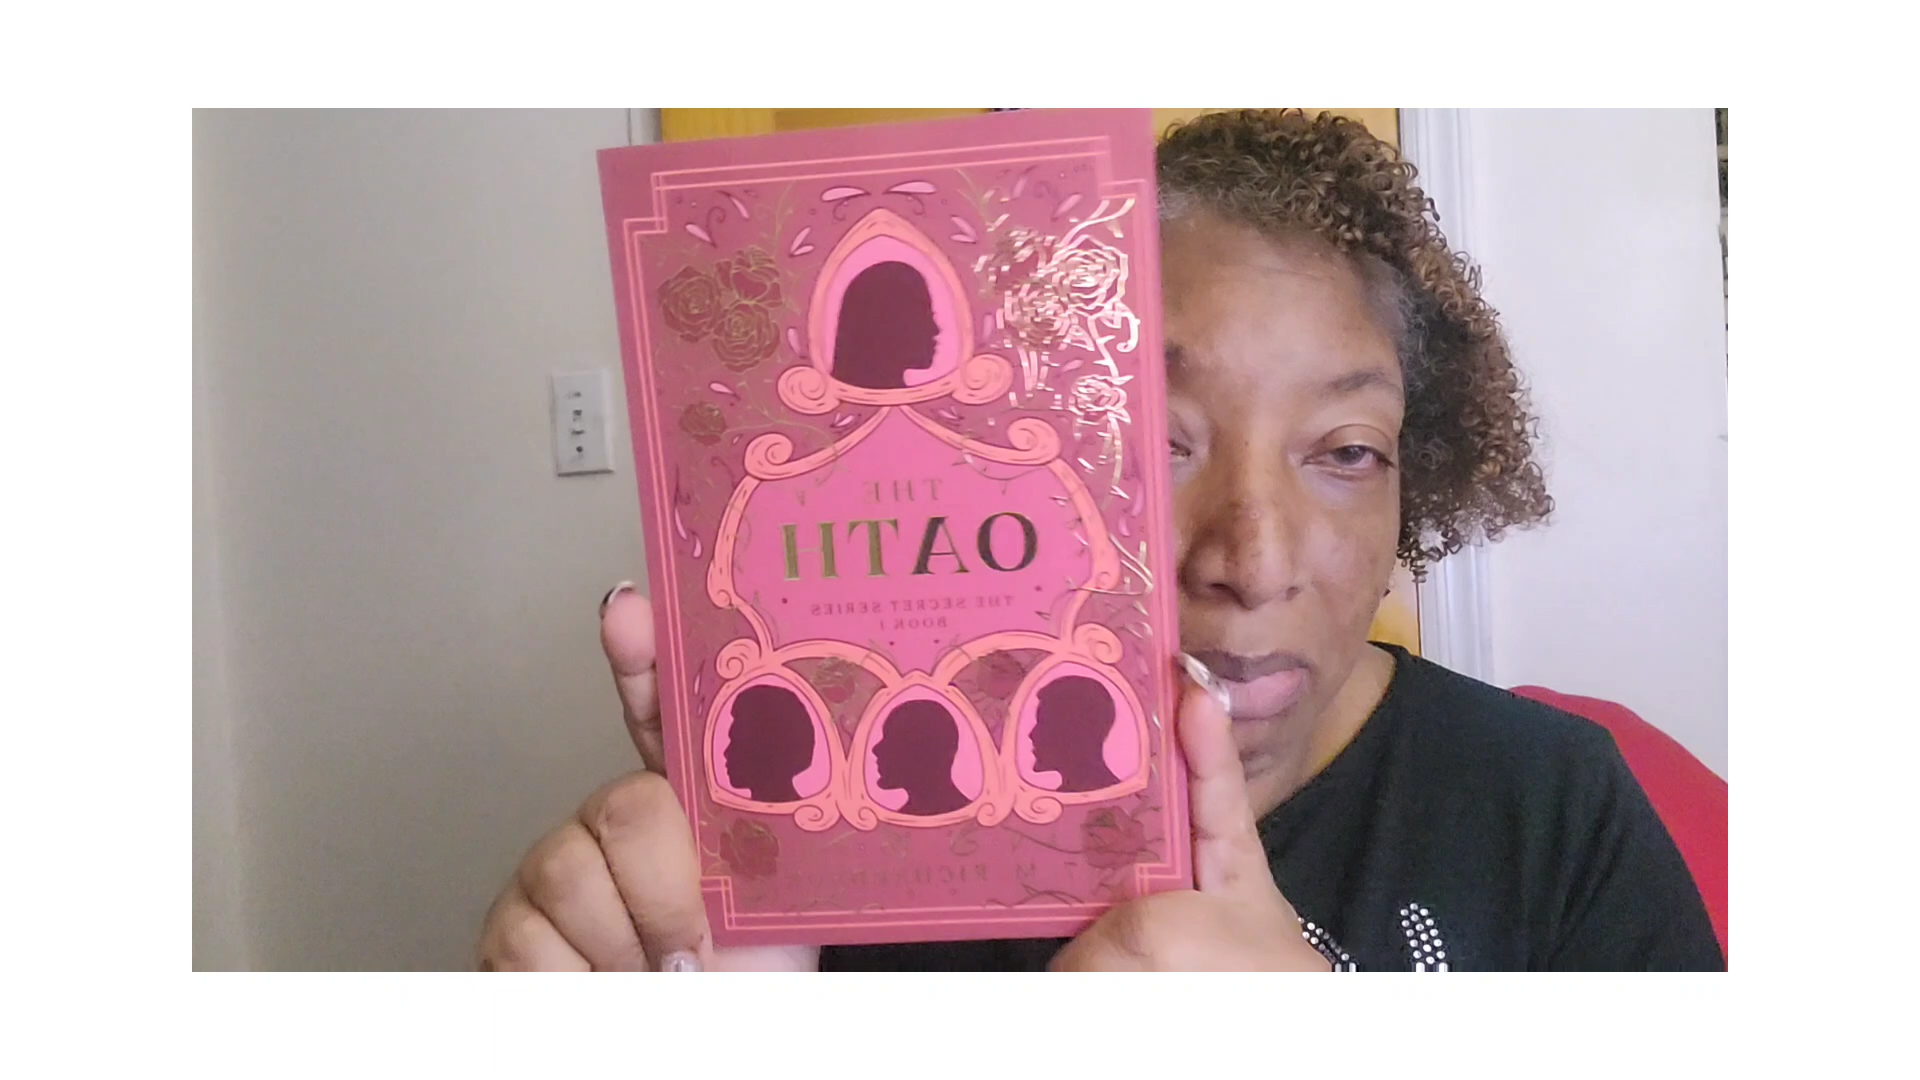 THE
OATH
THE SECRET SERIES
BOOK 1